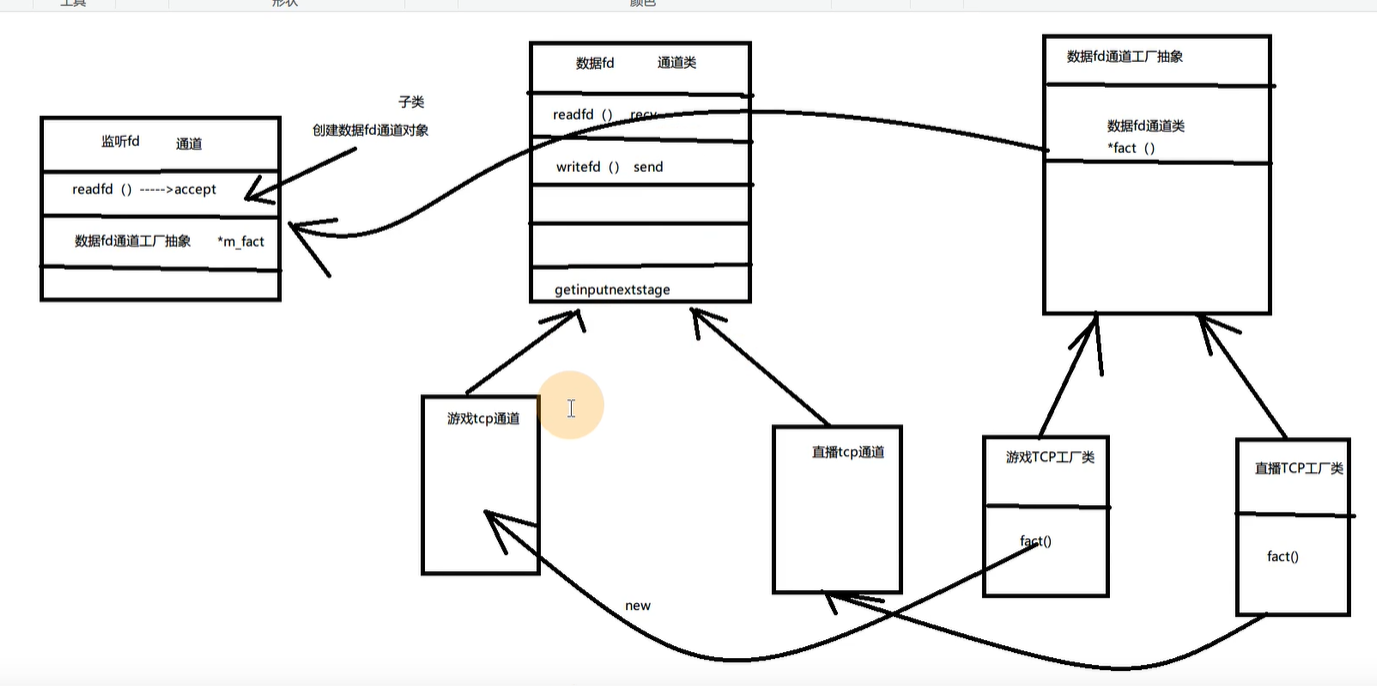 工具 形状 颜色
子类
创建数据fd通道对象
监听fd 通道
readfd（）----->accept
数据fd通道工厂抽象 *m_fact
数据fd 通道类
readfd（） recv
writefd（） send
getinputnextstage
数据fd通道工厂抽象
数据fd通道类
*fact（）
游戏tcp通道
直播tcp通道
游戏TCP工厂类
fact()
直播TCP工厂类
fact()
new